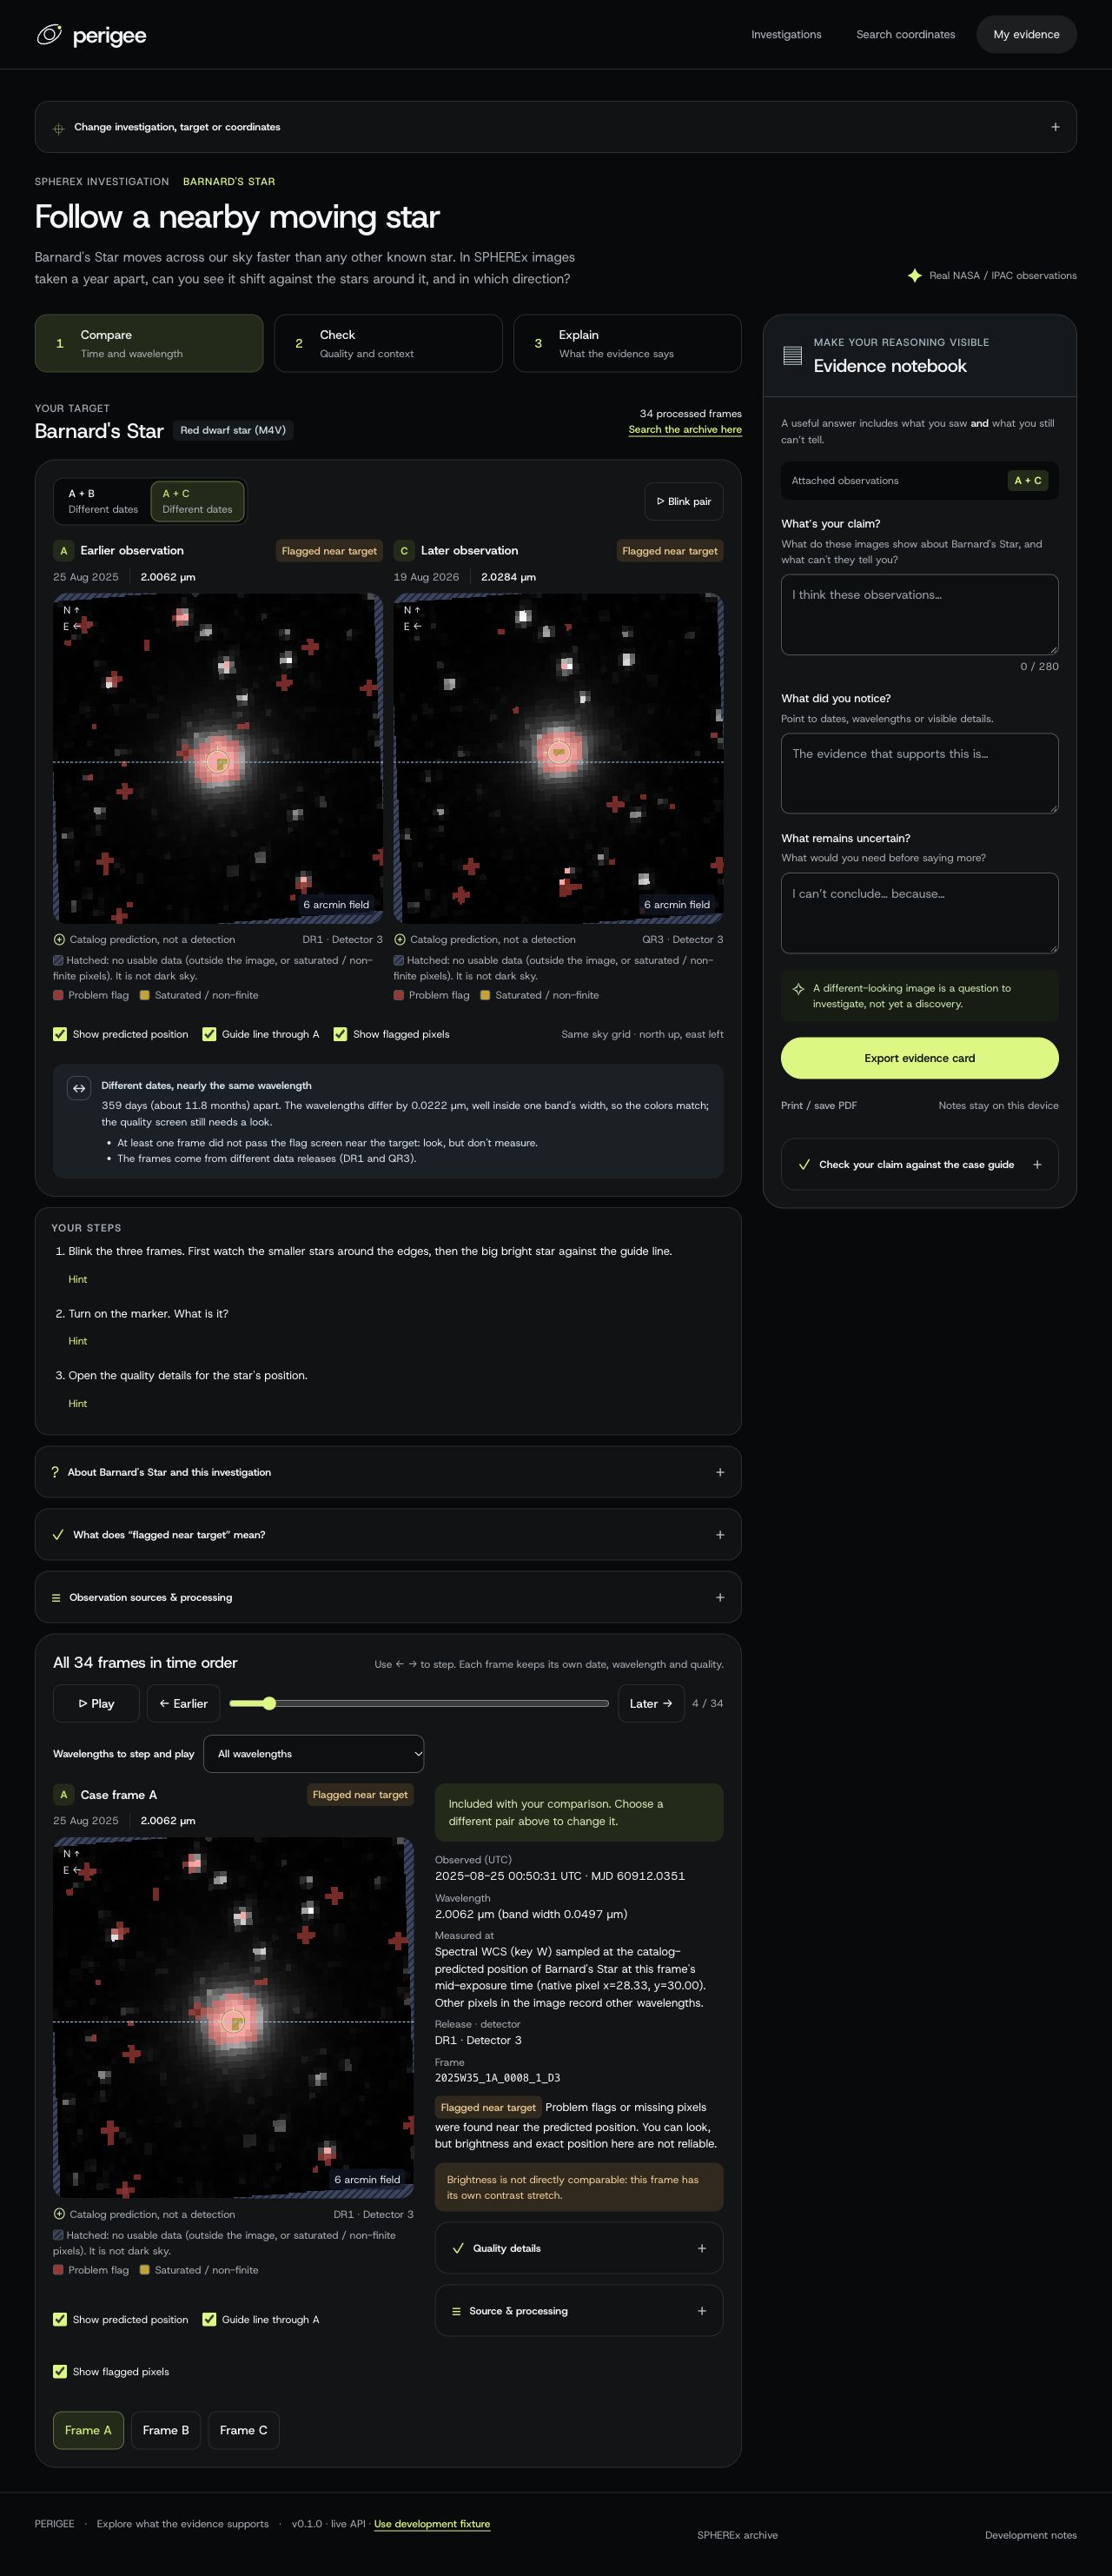 perigee
Investigations
Search coordinates
My evidence
Change investigation, target or coordinates
+
SPHEREX INVESTIGATION BARNARD'S STAR
Follow a nearby moving star
Barnard's Star moves across our sky faster than any other known star. In SPHEREx images
taken a year apart, can you see it shift against the stars around it, and in which direction?
Real NASA / IPAC observations
1 Compare
Time and wavelength
2 Check
Quality and context
3 Explain
What the evidence says
YOUR TARGET
Barnard's Star Red dwarf star (M4V)
34 processed frames
Search the archive here
A + B
Different dates
A + C
Different dates
Blink pair
A Earlier observation Flagged near target
25 Aug 2025 2.0062 µm
N ↑
E ←
6 arcmin field
Catalog prediction, not a detection DR1 · Detector 3
Hatched: no usable data (outside the image, or saturated / non-
finite pixels). It is not dark sky.
Problem flag Saturated / non-finite
C Later observation Flagged near target
19 Aug 2026 2.0284 µm
N ↑
E ←
6 arcmin field
Catalog prediction, not a detection QR3 · Detector 3
Hatched: no usable data (outside the image, or saturated / non-
finite pixels). It is not dark sky.
Problem flag Saturated / non-finite
Show predicted position Guide line through A Show flagged pixels Same sky grid · north up, east left
Different dates, nearly the same wavelength
359 days (about 11.8 months) apart. The wavelengths differ by 0.0222 µm, well inside one band's width, so the colors match;
the quality screen still needs a look.
• At least one frame did not pass the flag screen near the target: look, but don't measure.
• The frames come from different data releases (DR1 and QR3).
YOUR STEPS
1. Blink the three frames. First watch the smaller stars around the edges, then the big bright star against the guide line.
Hint
2. Turn on the marker. What is it?
Hint
3. Open the quality details for the star's position.
Hint
? About Barnard's Star and this investigation +
What does “flagged near target” mean? +
Observation sources & processing +
All 34 frames in time order
Use ← → to step. Each frame keeps its own date, wavelength and quality.
Play
← Earlier
Later →
4 / 34
Wavelengths to step and play All wavelengths
A Case frame A Flagged near target
25 Aug 2025 2.0062 µm
N ↑
E ←
6 arcmin field
Catalog prediction, not a detection DR1 · Detector 3
Hatched: no usable data (outside the image, or saturated / non-finite
pixels). It is not dark sky.
Problem flag Saturated / non-finite
Show predicted position Guide line through A
Show flagged pixels
Frame A Frame B Frame C
Included with your comparison. Choose a
different pair above to change it.
Observed (UTC)
2025-08-25 00:50:31 UTC · MJD 60912.0351
Wavelength
2.0062 µm (band width 0.0497 µm)
Measured at
Spectral WCS (key W) sampled at the catalog-
predicted position of Barnard's Star at this frame's
mid-exposure time (native pixel x=28.33, y=30.00).
Other pixels in the image record other wavelengths.
Release · detector
DR1 · Detector 3
Frame
2025W35_1A_0008_1_D3
Flagged near target Problem flags or missing pixels
were found near the predicted position. You can look,
but brightness and exact position here are not reliable.
Brightness is not directly comparable: this frame has
its own contrast stretch.
Quality details +
Source & processing +
MAKE YOUR REASONING VISIBLE
Evidence notebook
A useful answer includes what you saw and what you still
can’t tell.
Attached observations A + C
What’s your claim?
What do these images show about Barnard's Star, and
what can't they tell you?
I think these observations…
0 / 280
What did you notice?
Point to dates, wavelengths or visible details.
The evidence that supports this is…
What remains uncertain?
What would you need before saying more?
I can’t conclude… because…
A different-looking image is a question to
investigate, not yet a discovery.
Export evidence card
Print / save PDF Notes stay on this device
Check your claim against the case guide +
PERIGEE · Explore what the evidence supports · v0.1.0 · live API · Use development fixture
SPHEREx archive
Development notes